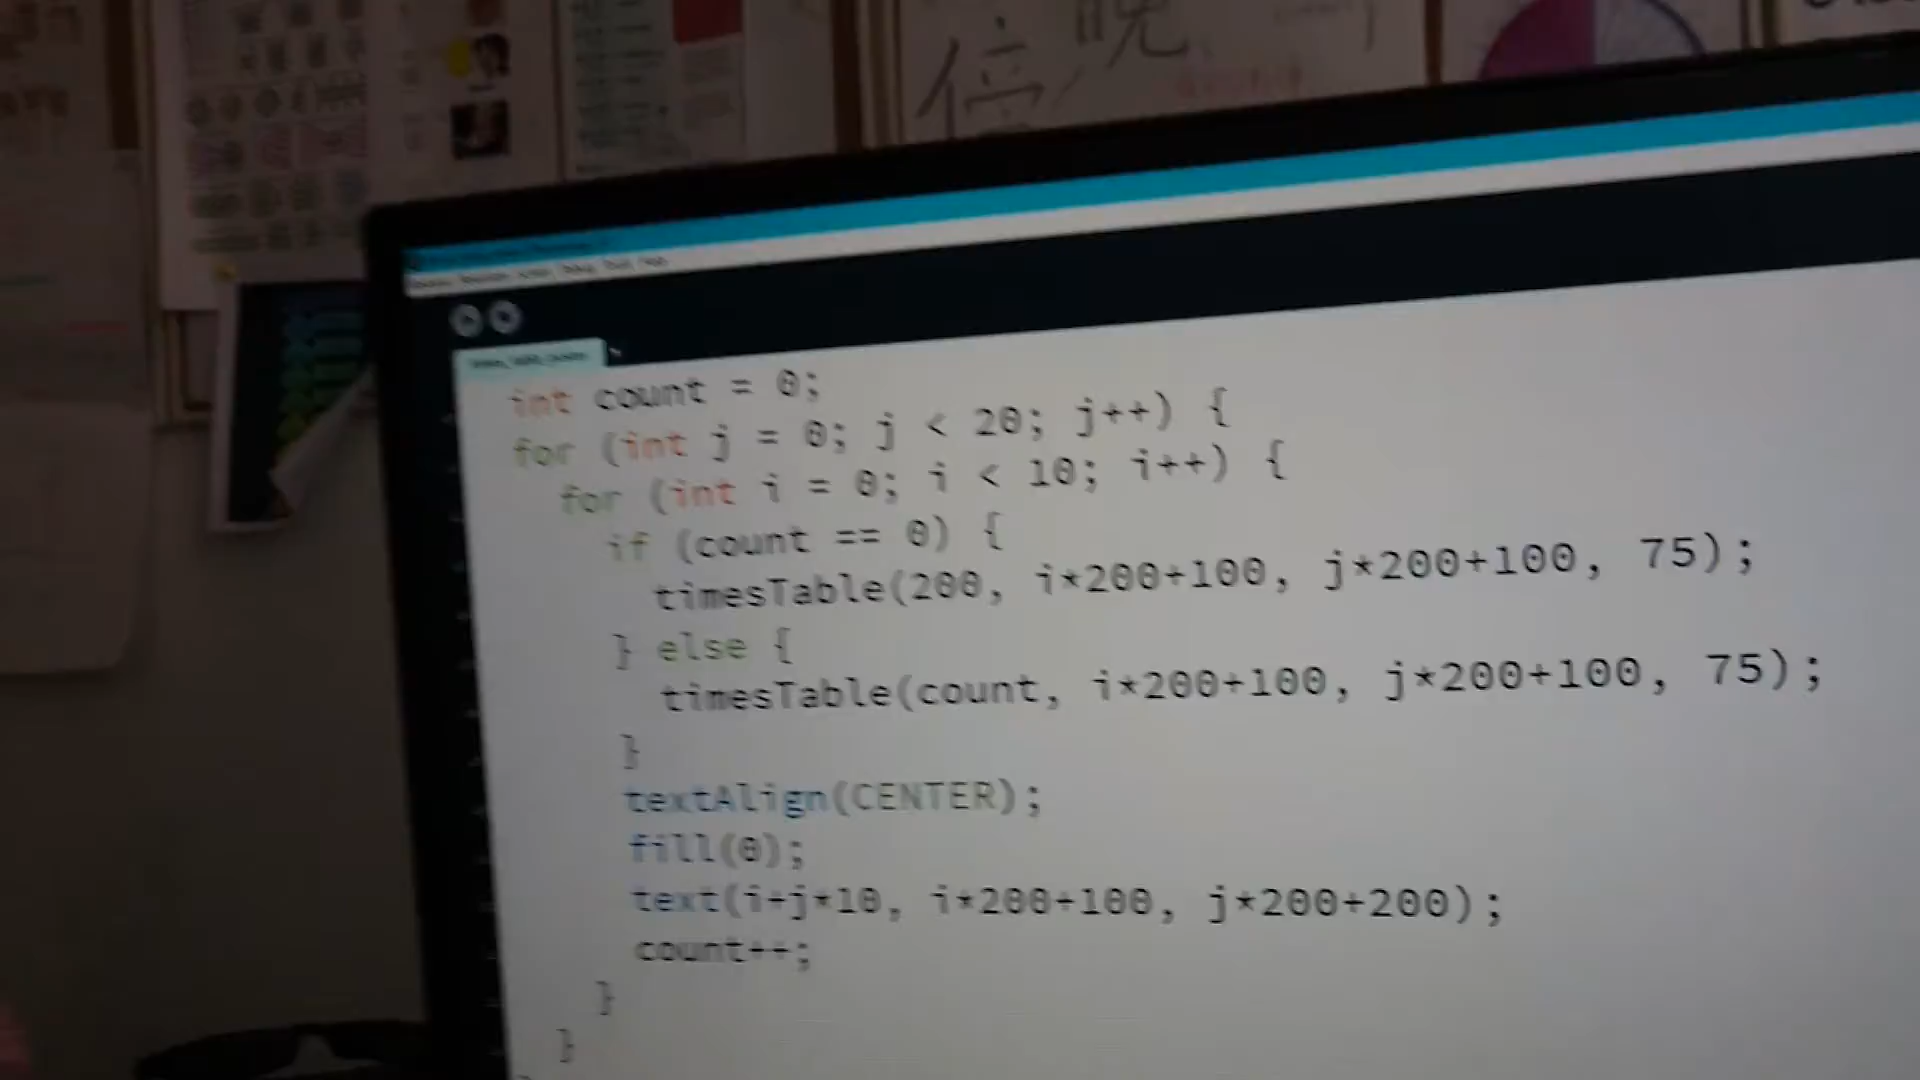 倍 晩
int count = 0;
for (int j = 0; j < 20; j++) {
for (int i = 0; i < 10; i++) {
if (count == 0) {
timesTable(200, i*200+100, j*200+100, 75);
} else {
timesTable(count, i*200+100, j*200+100, 75);
}
textAlign(CENTER);
fill(0);
text(i+j*10, i*200+100, j*200+200);
count++;
}
}